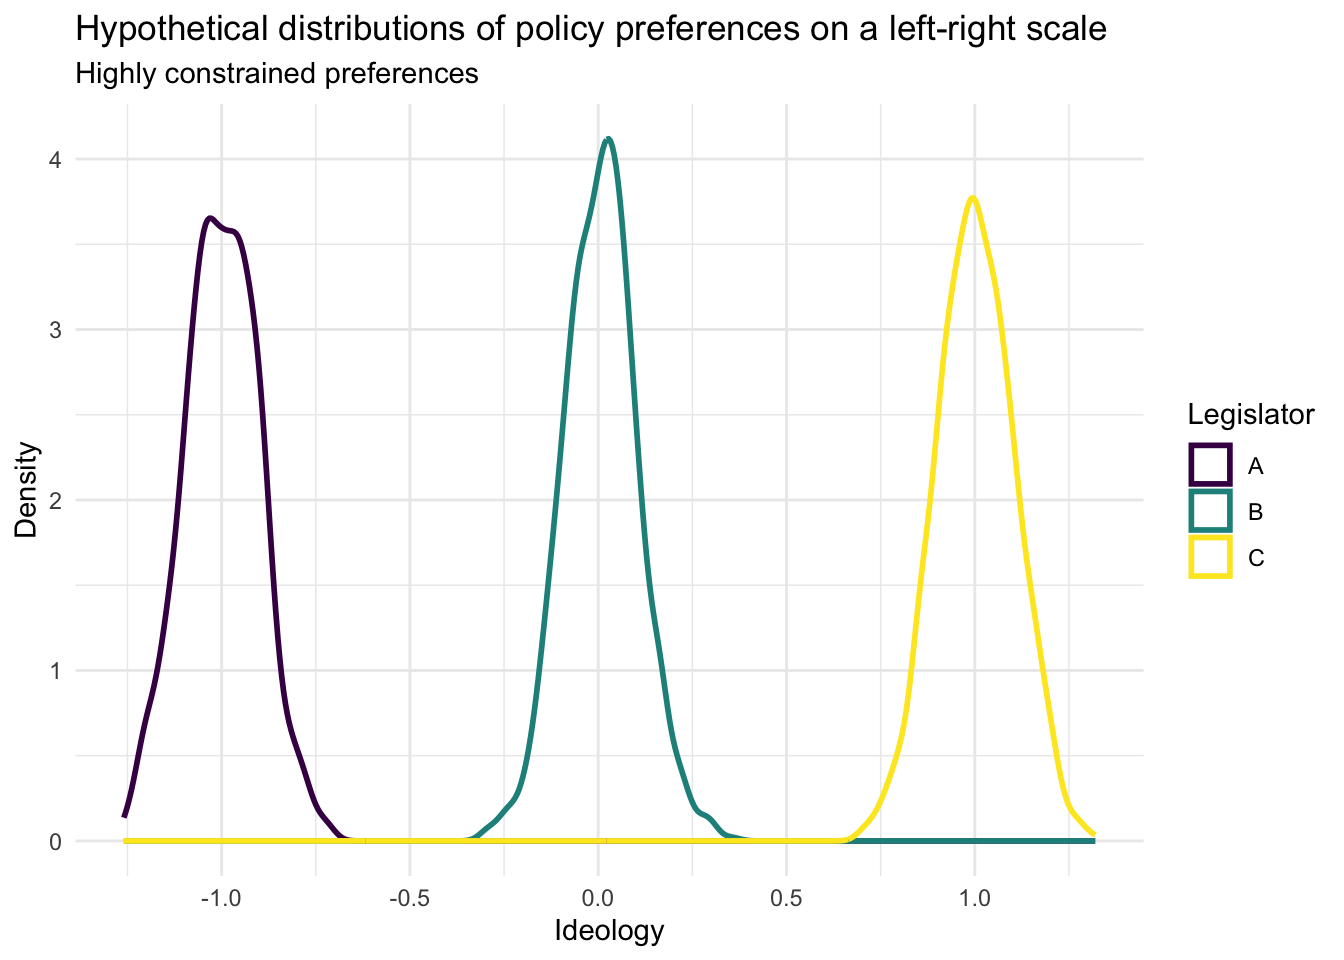 Hypothetical distributions of policy preferences on a left-right scale
Highly constrained preferences
4
3
2
1
0
Density
-1.0
-0.5
0.0
0.5
1.0
Ideology
Legislator
A
B
C